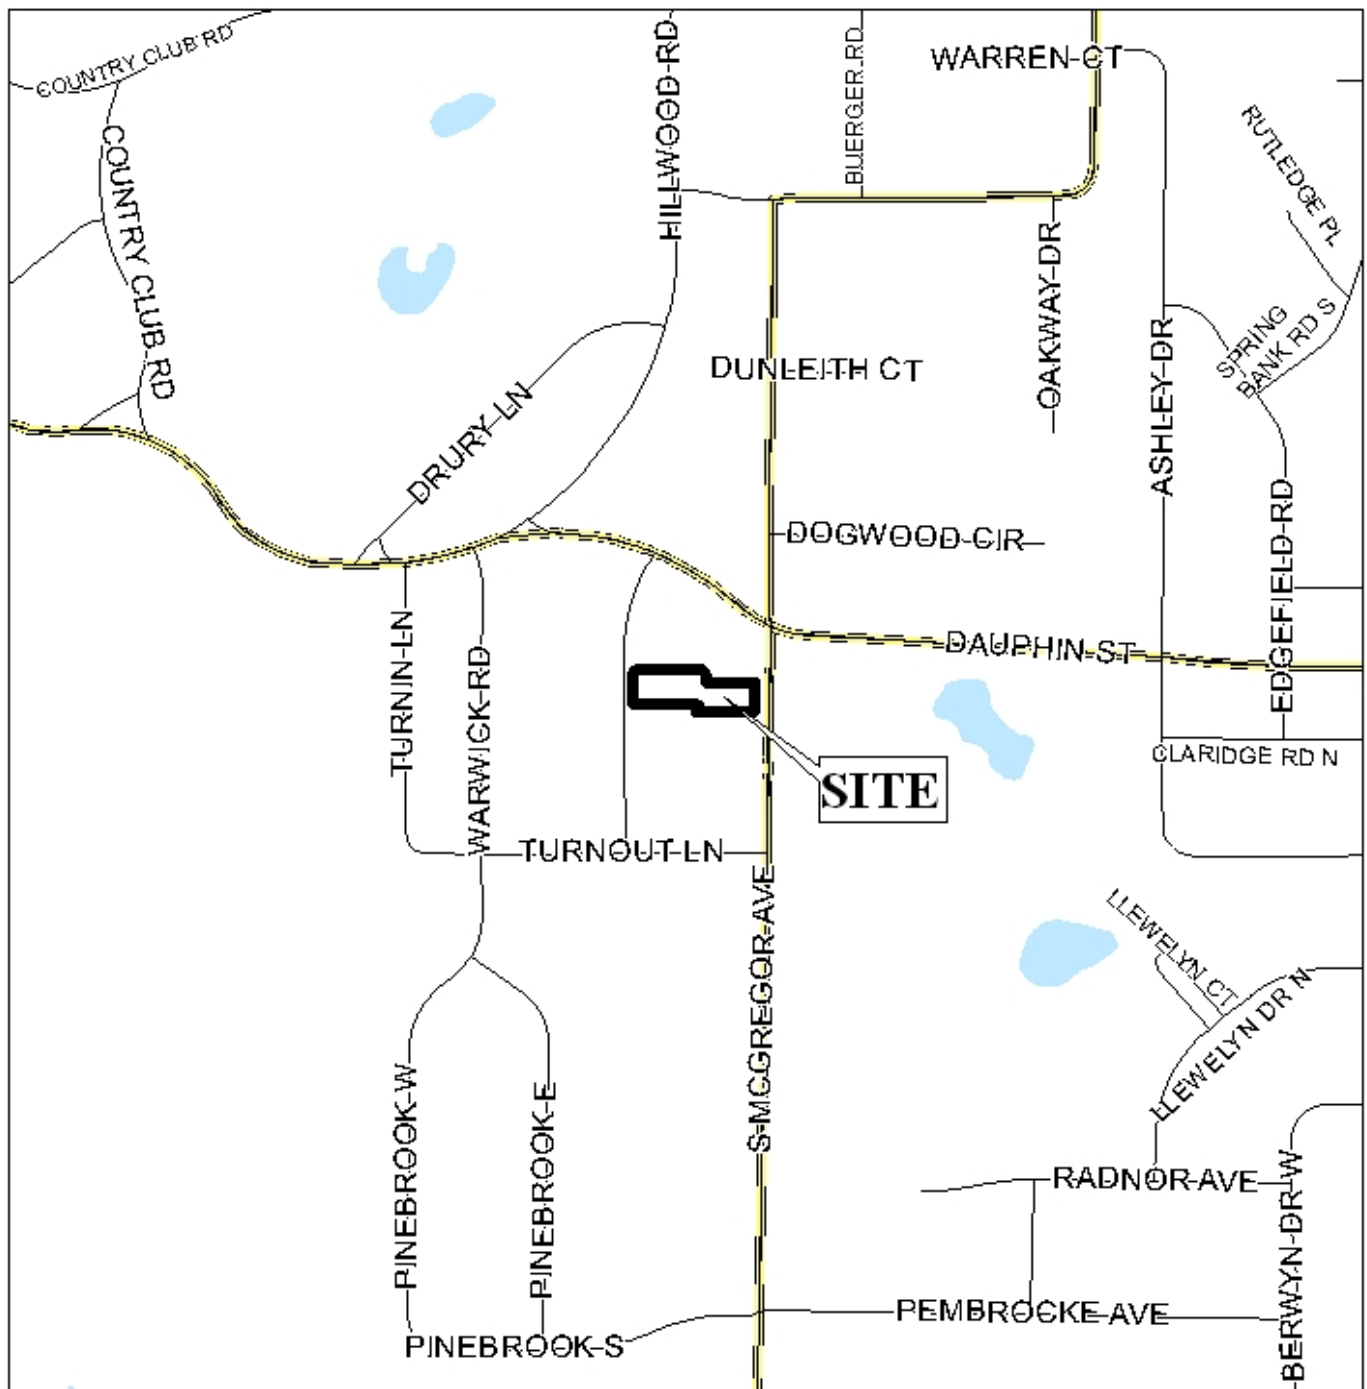 COUNTRY CLUB RD
HILLWOOD RD
BUERGER RD
WARREN CT
RUTLEDGE PL
COUNTRY CLUB RD
OAKWAY DR
SPRING
BANK RD S
ASHLEY DR
DUNLEITH CT
DRURY LN
DOGWOOD CIR
EDGEFIELD RD
TURNIN LN
WARWICK RD
DAUPHIN ST
CLARIDGE RD N
SITE
TURNOUT LN
S MCGREGOR AVE
LLEWELYN CT
LLEWELYN DR N
PINEBROOK W
PINEBROOK E
RADNOR AVE
BERWYN DR W
PEMBROCKE AVE
PINEBROOK S